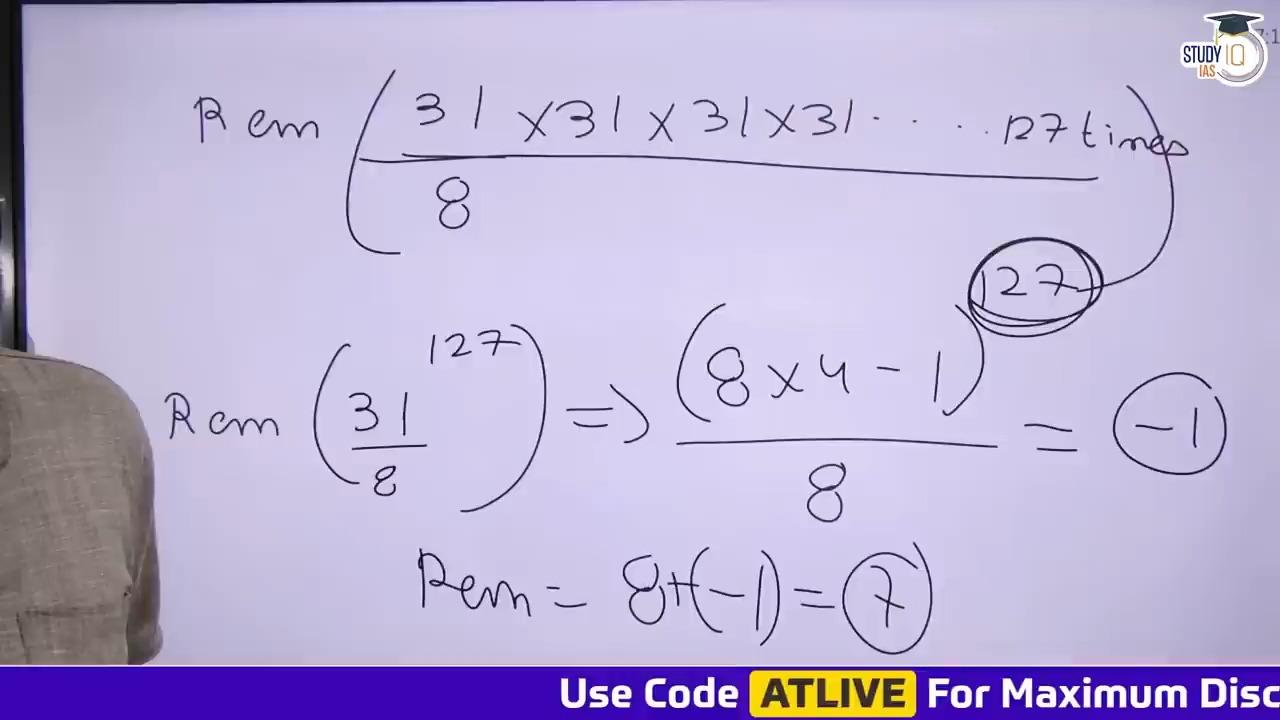 STUDY IQ
IAS
Rem ( 31 × 31 × 31 × 31 . . . . . 127 times )
8
127
Rem ( 31 127 ) => ( 8 × 4 - 1 ) = -1
8
8
Rem = 8+(-1) = 7
Use Code ATLIVE For Maximum Disc